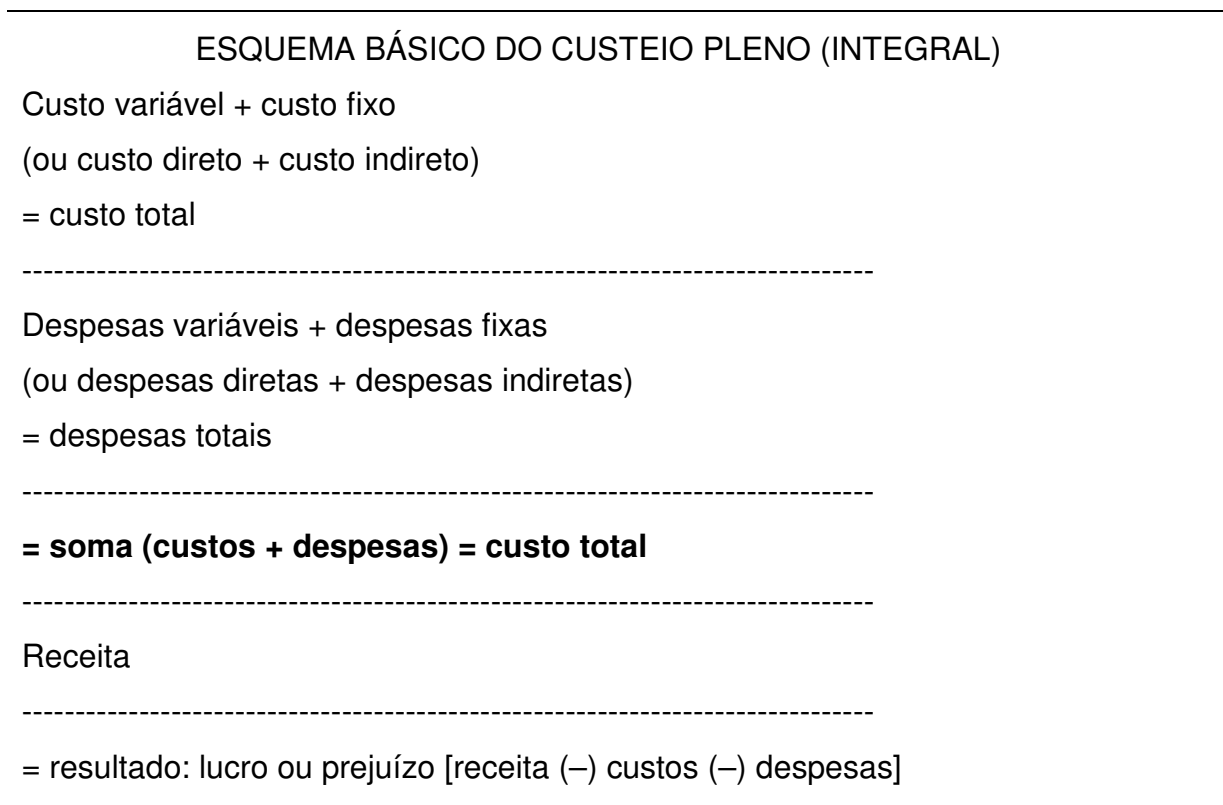 ESQUEMA BÁSICO DO CUSTEIO PLENO (INTEGRAL)
Custo variável + custo fixo
(ou custo direto + custo indireto)
= custo total
--------------------------------------------------------------------------------
Despesas variáveis + despesas fixas
(ou despesas diretas + despesas indiretas)
= despesas totais
--------------------------------------------------------------------------------
= soma (custos + despesas) = custo total
--------------------------------------------------------------------------------
Receita
--------------------------------------------------------------------------------
= resultado: lucro ou prejuízo [receita (–) custos (–) despesas]